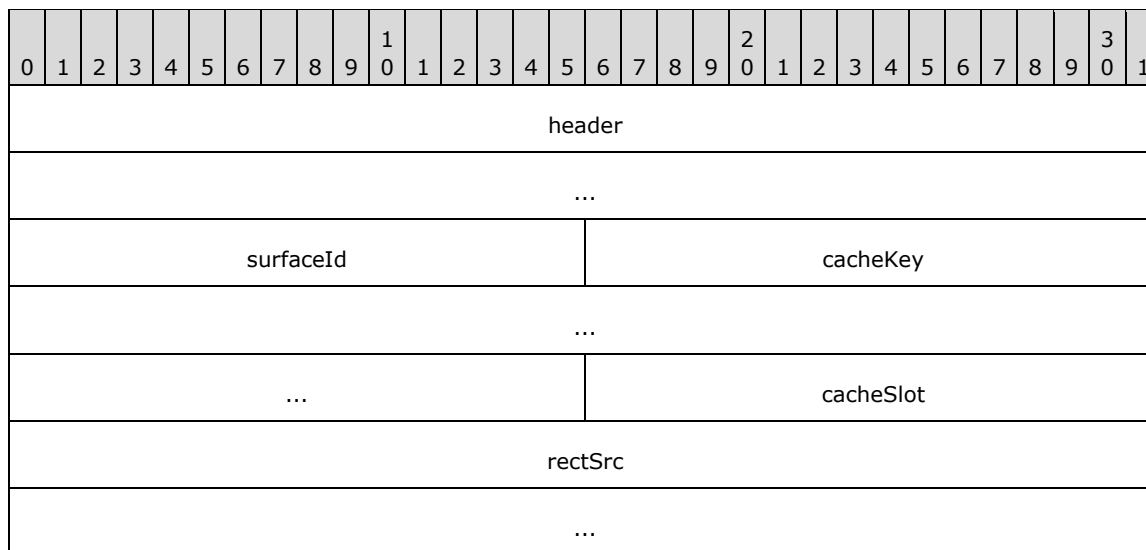 1 2 3
0 1 2 3 4 5 6 7 8 9 0 1 2 3 4 5 6 7 8 9 0 1 2 3 4 5 6 7 8 9 0 1
header
...
surfaceId cacheKey
...
... cacheSlot
rectSrc
...